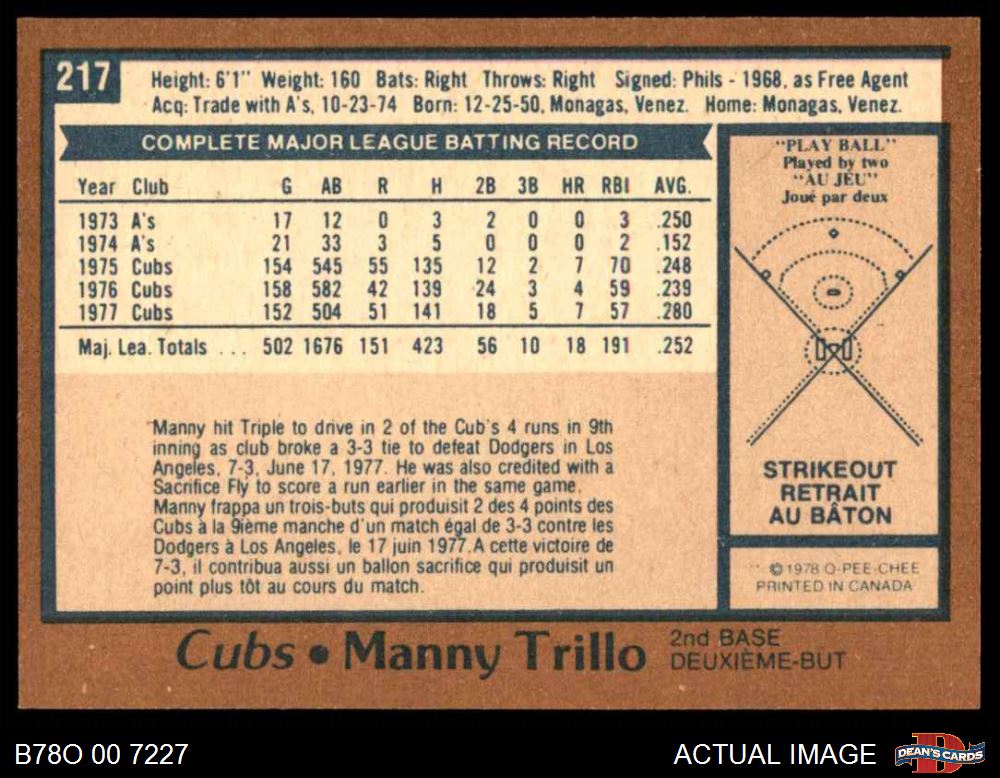 217
Height: 6'1" Weight: 160 Bats: Right Throws: Right Signed: Phils - 1968, as Free Agent
Acq: Trade with A's, 10-23-74 Born: 12-25-50, Monagas, Venez. Home: Monagas, Venez.
COMPLETE MAJOR LEAGUE BATTING RECORD
Year Club G AB R H 2B 3B HR RBI AVG.
1973 A's 17 12 0 3 2 0 0 3 .250
1974 A's 21 33 3 5 0 0 0 2 .152
1975 Cubs 154 545 55 135 12 2 7 70 .248
1976 Cubs 158 582 42 139 24 3 4 59 .239
1977 Cubs 152 504 51 141 18 5 7 57 .280
Maj. Lea. Totals ... 502 1676 151 423 56 10 18 191 .252
Manny hit Triple to drive in 2 of the Cub's 4 runs in 9th
inning as club broke a 3-3 tie to defeat Dodgers in Los
Angeles, 7-3, June 17, 1977. He was also credited with a
Sacrifice Fly to score a run earlier in the same game.
Manny frappa un trois-buts qui produisit 2 des 4 points des
Cubs à la 9ième manche d'un match égal de 3-3 contre les
Dodgers à Los Angeles, le 17 juin 1977. A cette victoire de
7-3, il contribua aussi un ballon sacrifice qui produisit un
point plus tôt au cours du match.
"PLAY BALL"
Played by two
"AU JEU"
Joué par deux
STRIKEOUT
RETRAIT
AU BÂTON
© 1978 O-PEE-CHEE
PRINTED IN CANADA
Cubs • Manny Trillo
2nd BASE
DEUXIÈME-BUT
B78O 00 7227
ACTUAL IMAGE
DEAN'S CARDS